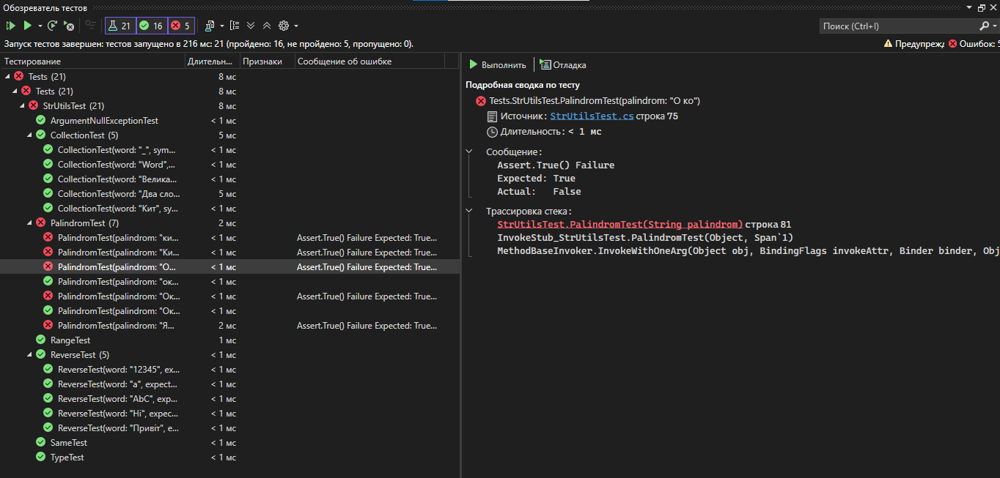 Обозреватель тестов
21 16 5
Поиск (Ctrl+I)
Запуск тестов завершен: тестов запущено в 216 мс: 21 (пройдено: 16, не пройдено: 5, пропущено: 0).
Предупрежд Ошибок: 5
Тестирование Длительн... Признаки Сообщение об ошибке
Tests (21) 8 мс
Tests (21) 8 мс
StrUtilsTest (21) 8 мс
ArgumentNullExceptionTest < 1 мс
CollectionTest (5) 5 мс
CollectionTest(word: "_", sym... < 1 мс
CollectionTest(word: "Word",... < 1 мс
CollectionTest(word: "Велика... < 1 мс
CollectionTest(word: "Два сло... 5 мс
CollectionTest(word: "Кит", sy... < 1 мс
PalindromTest (7) 2 мс
PalindromTest(palindrom: "ки... < 1 мс Assert.True() Failure Expected: True...
PalindromTest(palindrom: "Ки... < 1 мс Assert.True() Failure Expected: True...
PalindromTest(palindrom: "О... < 1 мс Assert.True() Failure Expected: True...
PalindromTest(palindrom: "ок... < 1 мс
PalindromTest(palindrom: "Ок... < 1 мс Assert.True() Failure Expected: True...
PalindromTest(palindrom: "Ок... < 1 мс
PalindromTest(palindrom: "Я... 2 мс Assert.True() Failure Expected: True...
RangeTest 1 мс
ReverseTest (5) < 1 мс
ReverseTest(word: "12345", ex... < 1 мс
ReverseTest(word: "a", expect... < 1 мс
ReverseTest(word: "AbC", exp... < 1 мс
ReverseTest(word: "Hi", expec... < 1 мс
ReverseTest(word: "Привіт", e... < 1 мс
SameTest < 1 мс
TypeTest < 1 мс
Выполнить Отладка
Подробная сводка по тесту
Tests.StrUtilsTest.PalindromTest(palindrom: "О ко")
Источник: StrUtilsTest.cs строка 75
Длительность: < 1 мс
Сообщение:
Assert.True() Failure
Expected: True
Actual: False
Трассировка стека:
StrUtilsTest.PalindromTest(String palindrom) строка 81
InvokeStub_StrUtilsTest.PalindromTest(Object, Span`1)
MethodBaseInvoker.InvokeWithOneArg(Object obj, BindingFlags invokeAttr, Binder binder, Obj